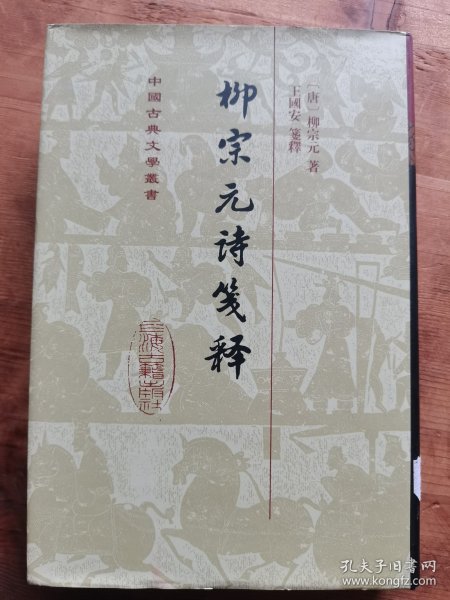 [唐]柳宗元 著
王國安 箋釋
柳宗元诗笺释
中國古典文學叢書
上海古籍出版社
孔夫子旧书网
www.kongfz.com